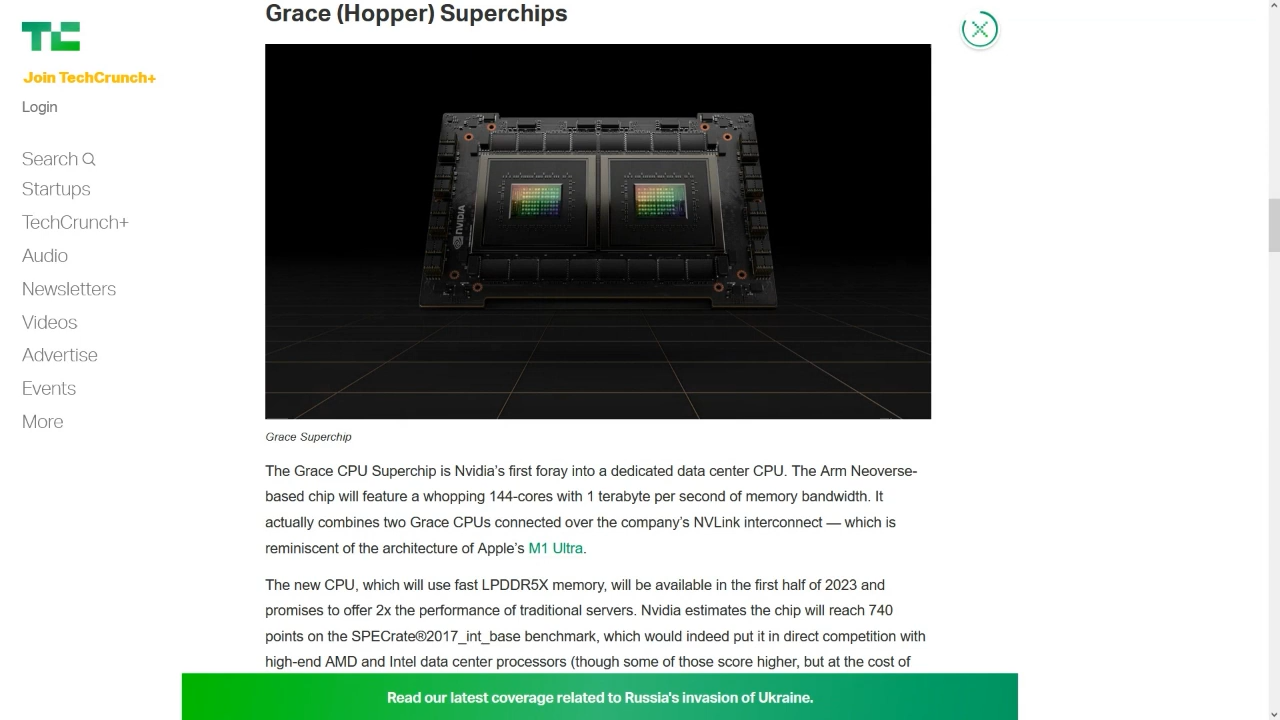 Grace (Hopper) Superchips
TC
Join TechCrunch+
Login
Search
Startups
TechCrunch+
Audio
Newsletters
Videos
Advertise
Events
More
NVIDIA
Grace Superchip
The Grace CPU Superchip is Nvidia’s first foray into a dedicated data center CPU. The Arm Neoverse-
based chip will feature a whopping 144-cores with 1 terabyte per second of memory bandwidth. It
actually combines two Grace CPUs connected over the company’s NVLink interconnect — which is
reminiscent of the architecture of Apple’s M1 Ultra.
The new CPU, which will use fast LPDDR5X memory, will be available in the first half of 2023 and
promises to offer 2x the performance of traditional servers. Nvidia estimates the chip will reach 740
points on the SPECrate®2017_int_base benchmark, which would indeed put it in direct competition with
high-end AMD and Intel data center processors (though some of those score higher, but at the cost of
Read our latest coverage related to Russia's invasion of Ukraine.